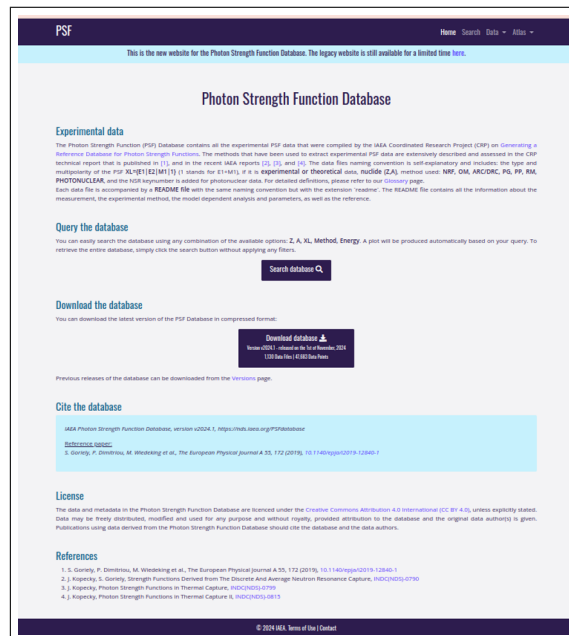 PSF
Home Search Data Atlas
This is the new website for the Photon Strength Function Database. The legacy website is still available for a limited time here.
Photon Strength Function Database
Experimental data
The Photon Strength Function (PSF) Database contains all the experimental PSF data that were compiled by the IAEA Coordinated Research Project (CRP) on Generating a
Reference Database for Photon Strength Functions. The methods that have been used to extract experimental PSF data are extensively described and assessed in the CRP
technical report that is published in [1], and in the recent IAEA reports [2], [3], and [4]. The data files naming convention is self-explanatory and includes: the type and
multipolarity of the PSF XL=[E1|E2|M1|1] (1 stands for E1+M1), if it is experimental or theoretical data, nuclide (Z,A), method used: NRF, OM, ARC/DRC, PG, PP, RM,
PHOTONUCLEAR, and the NSR keynumber is added for photonuclear data. For detailed definitions, please refer to our Glossary page.
Each data file is accompanied by a README file with the same naming convention but with the extension `readme'. The README file contains all the information about the
measurement, the experimental method, the model dependent analysis and parameters, as well as the reference.
Query the database
You can easily search the database using any combination of the available options: Z, A, XL, Method, Energy. A plot will be produced automatically based on your query. To
retrieve the entire database, simply click the search button without applying any filters.
Search database
Download the database
You can download the latest version of the PSF Database in compressed format:
Download database
Version v2024.1 - released on the 1st of November, 2024
1,130 Data Files | 47,683 Data Points
Previous releases of the database can be downloaded from the Versions page.
Cite the database
IAEA Photon Strength Function Database, version v2024.1, https://nds.iaea.org/PSFdatabase
Reference paper:
S. Goriely, P. Dimitriou, M. Wiedeking et al., The European Physical Journal A 55, 172 (2019), 10.1140/epja/i2019-12840-1
License
The data and metadata in the Photon Strength Function Database are licenced under the Creative Commons Attribution 4.0 International (CC BY 4.0), unless explicitly stated.
Data may be freely distributed, modified and used for any purpose and without royalty, provided attribution to the database and the original data author(s) is given.
Publications using data derived from the Photon Strength Function Database should cite the database and the data authors.
References
1. S. Goriely, P. Dimitriou, M. Wiedeking et al., The European Physical Journal A 55, 172 (2019), 10.1140/epja/i2019-12840-1
2. J. Kopecky, S. Goriely, Strength Functions Derived from The Discrete And Average Neutron Resonance Capture, INDC(NDS)-0790
3. J. Kopecky, Photon Strength Functions in Thermal Capture, INDC(NDS)-0799
4. J. Kopecky, Photon Strength Functions in Thermal Capture II, INDC(NDS)-0815
© 2024 IAEA. Terms of Use | Contact